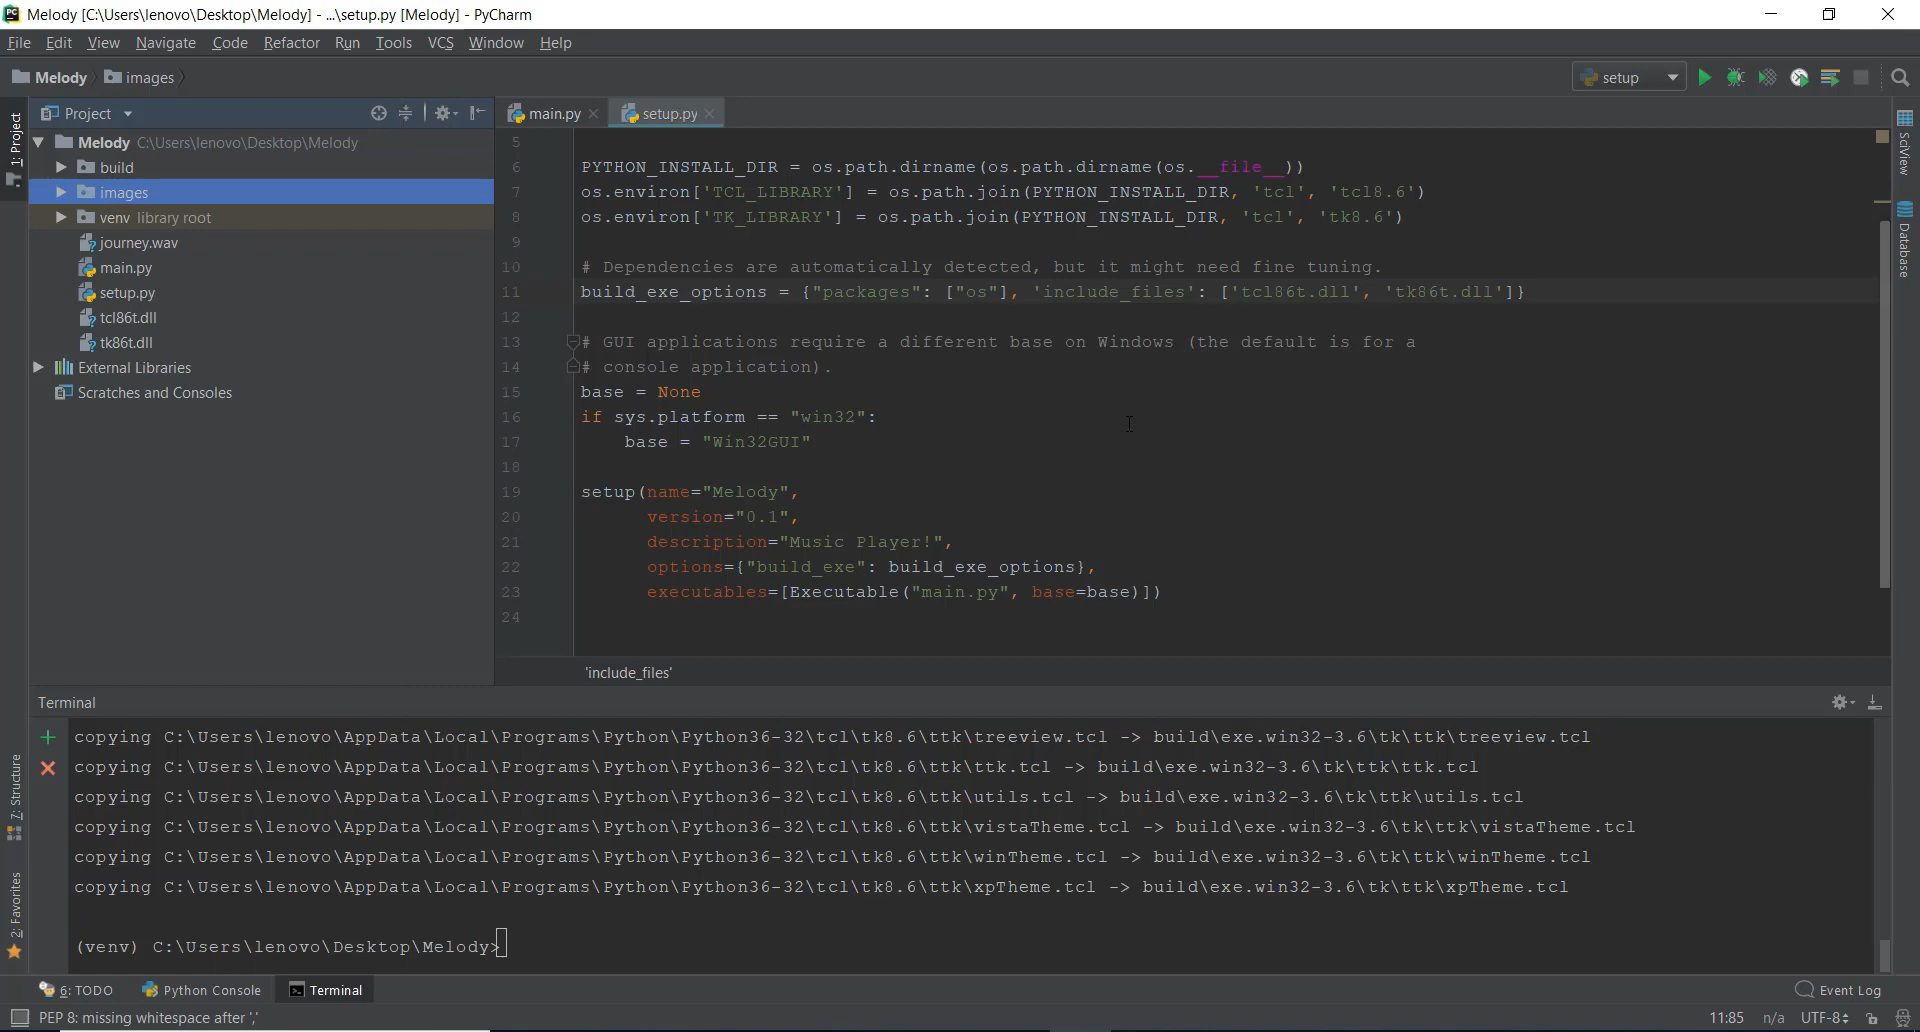 Melody [C:\Users\lenovo\Desktop\Melody] - ...\setup.py [Melody] - PyCharm
File Edit View Navigate Code Refactor Run Tools VCS Window Help
Melody images
setup
1: Project
Project
main.py
setup.py
SciView
Database
Melody C:\Users\lenovo\Desktop\Melody
build
images
venv library root
journey.wav
main.py
setup.py
tcl86t.dll
tk86t.dll
External Libraries
Scratches and Consoles
5
6 PYTHON_INSTALL_DIR = os.path.dirname(os.path.dirname(os.__file__))
7 os.environ['TCL_LIBRARY'] = os.path.join(PYTHON_INSTALL_DIR, 'tcl', 'tcl8.6')
8 os.environ['TK_LIBRARY'] = os.path.join(PYTHON_INSTALL_DIR, 'tcl', 'tk8.6')
9
10 # Dependencies are automatically detected, but it might need fine tuning.
11 build_exe_options = {"packages": ["os"], 'include_files': ['tcl86t.dll', 'tk86t.dll']}
12
13 # GUI applications require a different base on Windows (the default is for a
14 # console application).
15 base = None
16 if sys.platform == "win32":
17     base = "Win32GUI"
18
19 setup(name="Melody",
20       version="0.1",
21       description="Music Player!",
22       options={"build_exe": build_exe_options},
23       executables=[Executable("main.py", base=base)])
24
'include_files'
Terminal
7: Structure
2: Favorites
copying C:\Users\lenovo\AppData\Local\Programs\Python\Python36-32\tcl\tk8.6\ttk\treeview.tcl -> build\exe.win32-3.6\tk\ttk\treeview.tcl
copying C:\Users\lenovo\AppData\Local\Programs\Python\Python36-32\tcl\tk8.6\ttk\ttk.tcl -> build\exe.win32-3.6\tk\ttk\ttk.tcl
copying C:\Users\lenovo\AppData\Local\Programs\Python\Python36-32\tcl\tk8.6\ttk\utils.tcl -> build\exe.win32-3.6\tk\ttk\utils.tcl
copying C:\Users\lenovo\AppData\Local\Programs\Python\Python36-32\tcl\tk8.6\ttk\vistaTheme.tcl -> build\exe.win32-3.6\tk\ttk\vistaTheme.tcl
copying C:\Users\lenovo\AppData\Local\Programs\Python\Python36-32\tcl\tk8.6\ttk\winTheme.tcl -> build\exe.win32-3.6\tk\ttk\winTheme.tcl
copying C:\Users\lenovo\AppData\Local\Programs\Python\Python36-32\tcl\tk8.6\ttk\xpTheme.tcl -> build\exe.win32-3.6\tk\ttk\xpTheme.tcl
(venv) C:\Users\lenovo\Desktop\Melody>
6: TODO Python Console Terminal Event Log
PEP 8: missing whitespace after ',' 11:85 n/a UTF-8